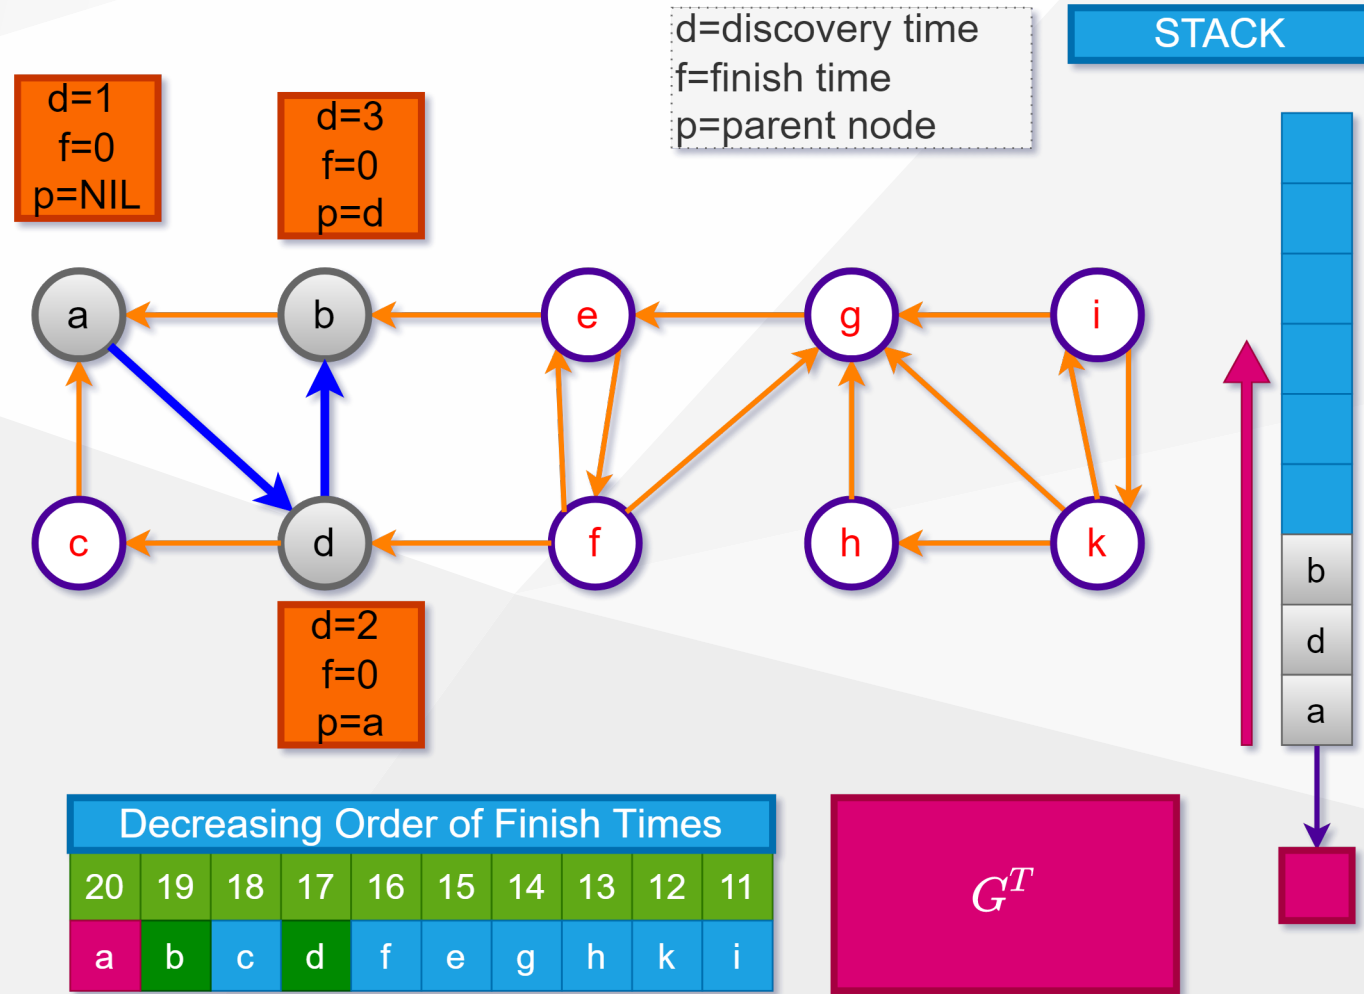 d=discovery time
f=finish time
p=parent node
STACK
d=1
f=0
p=NIL
d=3
f=0
p=d
a
b
e
g
i
c
d
f
h
k
d=2
f=0
p=a
b
d
a
Decreasing Order of Finish Times
20 19 18 17 16 15 14 13 12 11
a b c d f e g h k i
G^T